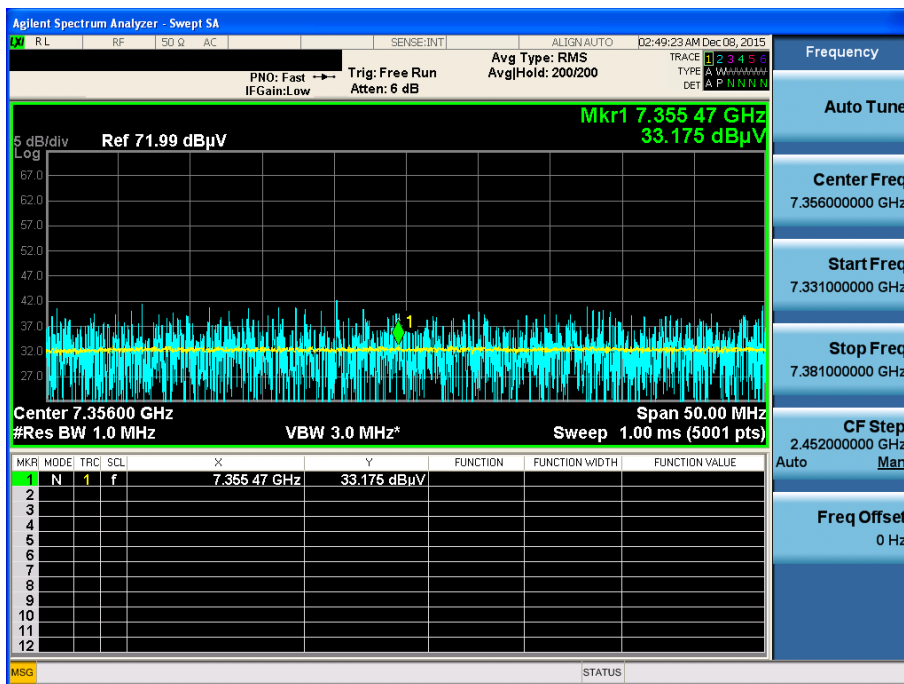 Agilent Spectrum Analyzer - Swept SA
LXI RL RF 50 Ω AC SENSE:INT ALIGN AUTO 02:49:23 AM Dec 08, 2015
Frequency
PNO: Fast
IFGain:Low
Trig: Free Run
Atten: 6 dB
Avg Type: RMS
Avg|Hold: 200/200
TRACE 1 2 3 4 5 6
TYPE A WWWWW
DET A P N N N N
Auto Tune
Mkr1 7.355 47 GHz
33.175 dBµV
5 dB/div Ref 71.99 dBµV
Log
67.0
62.0
57.0
52.0
47.0
42.0
37.0
32.0
27.0
1
Center 7.35600 GHz Span 50.00 MHz
#Res BW 1.0 MHz VBW 3.0 MHz* Sweep 1.00 ms (5001 pts)
Center Freq
7.356000000 GHz
Start Freq
7.331000000 GHz
Stop Freq
7.381000000 GHz
CF Step
2.452000000 GHz
Auto Man
Freq Offset
0 Hz
MKR MODE TRC SCL X Y FUNCTION FUNCTION WIDTH FUNCTION VALUE
1 N 1 f 7.355 47 GHz 33.175 dBµV
2
3
4
5
6
7
8
9
10
11
12
MSG STATUS